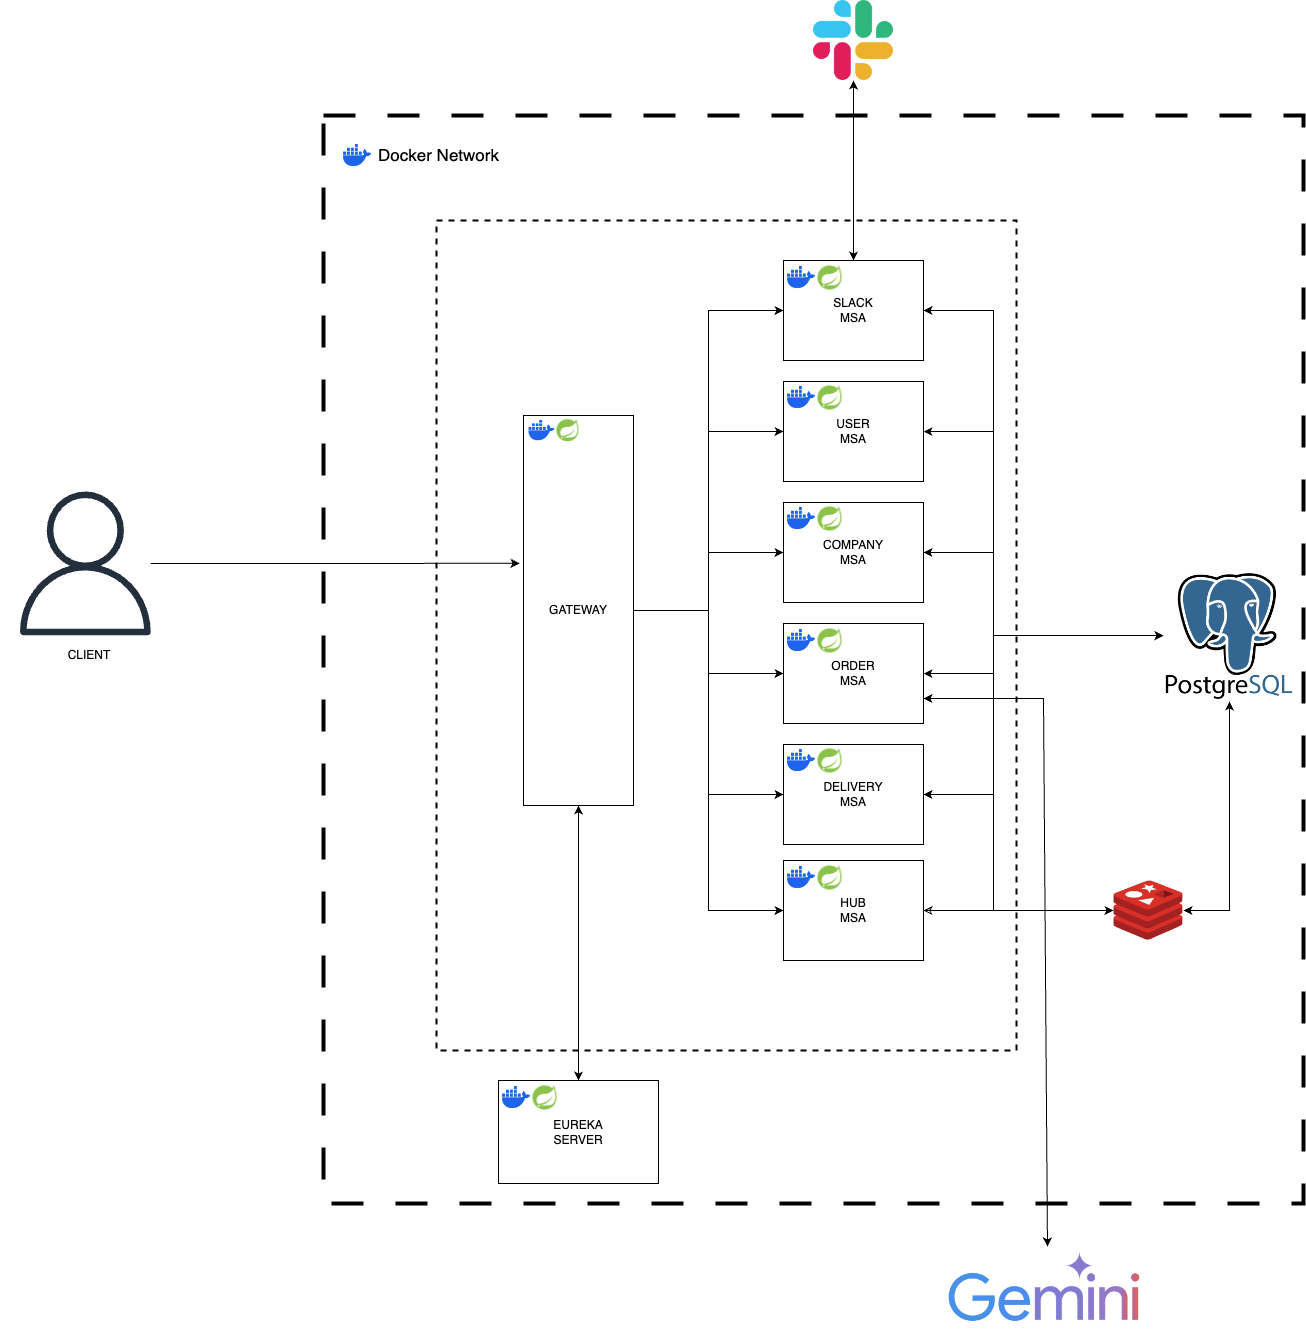 Docker Network
SLACK
MSA
USER
MSA
COMPANY
MSA
GATEWAY
ORDER
MSA
CLIENT
PostgreSQL
DELIVERY
MSA
HUB
MSA
EUREKA
SERVER
Gemini